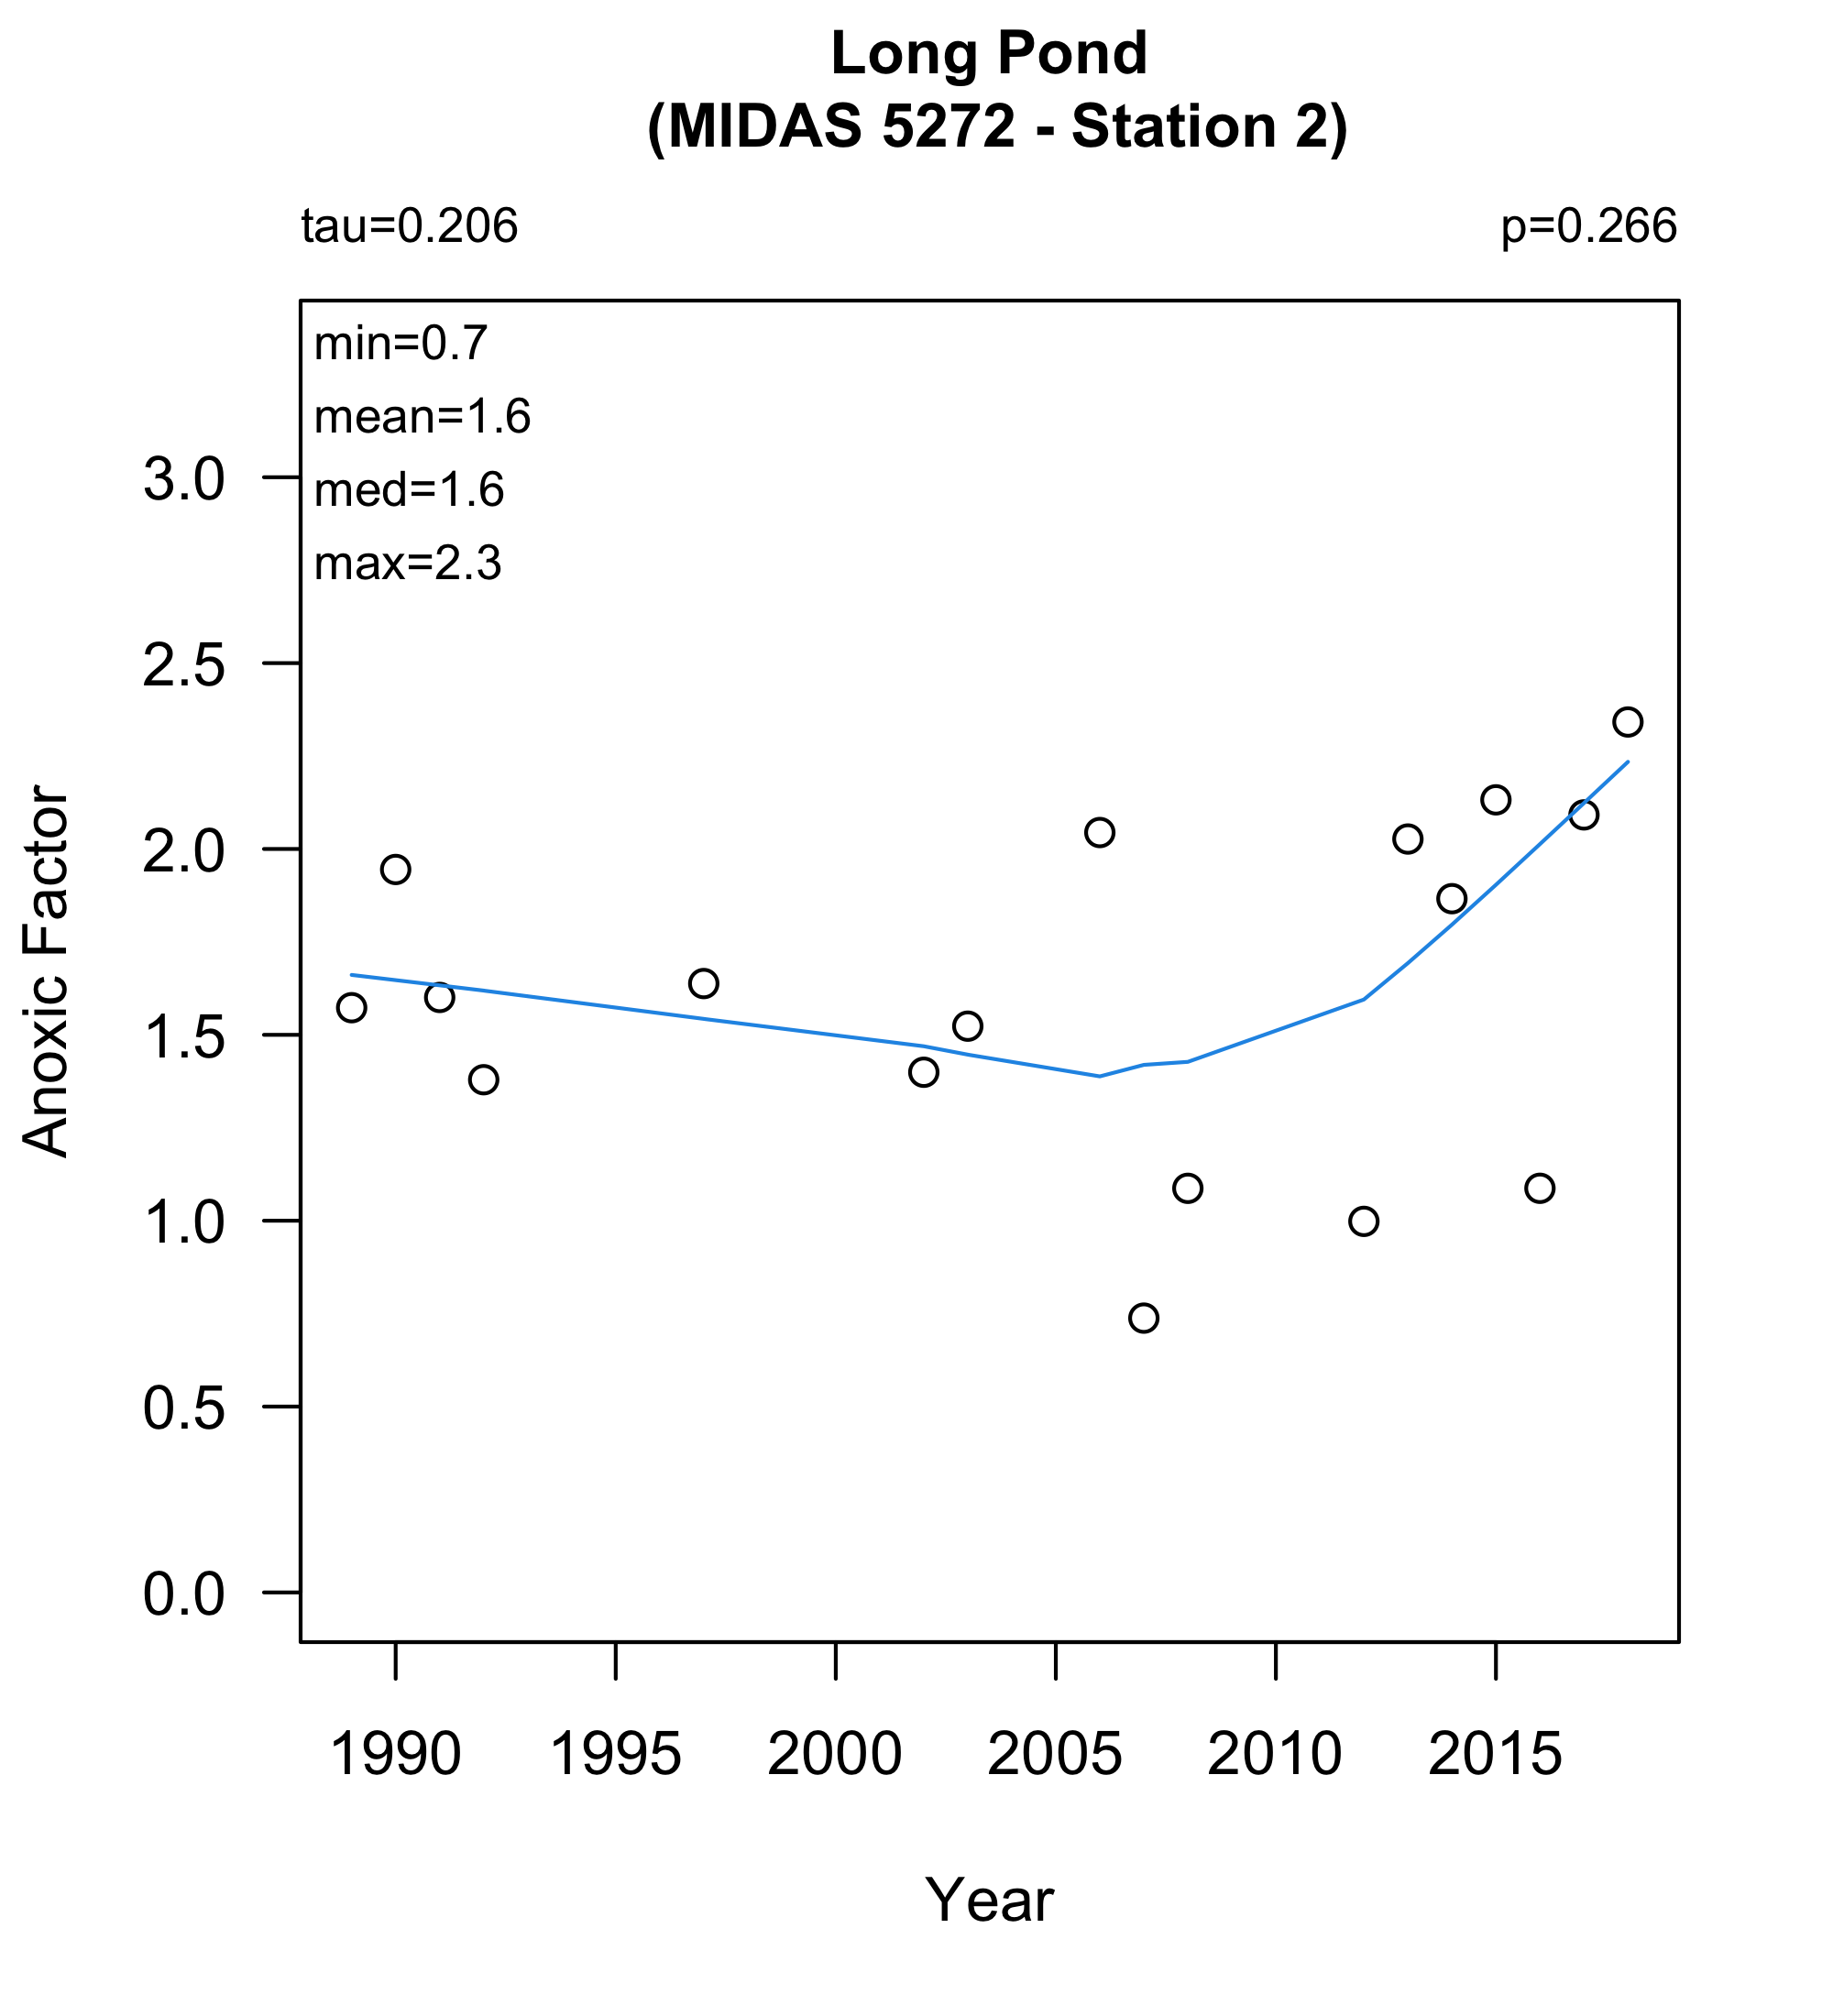 Long Pond
(MIDAS 5272 - Station 2)
tau=0.206
p=0.266
min=0.7
mean=1.6
med=1.6
max=2.3
3.0
2.5
2.0
1.5
1.0
0.5
0.0
Anoxic Factor
1990 1995 2000 2005 2010 2015
Year